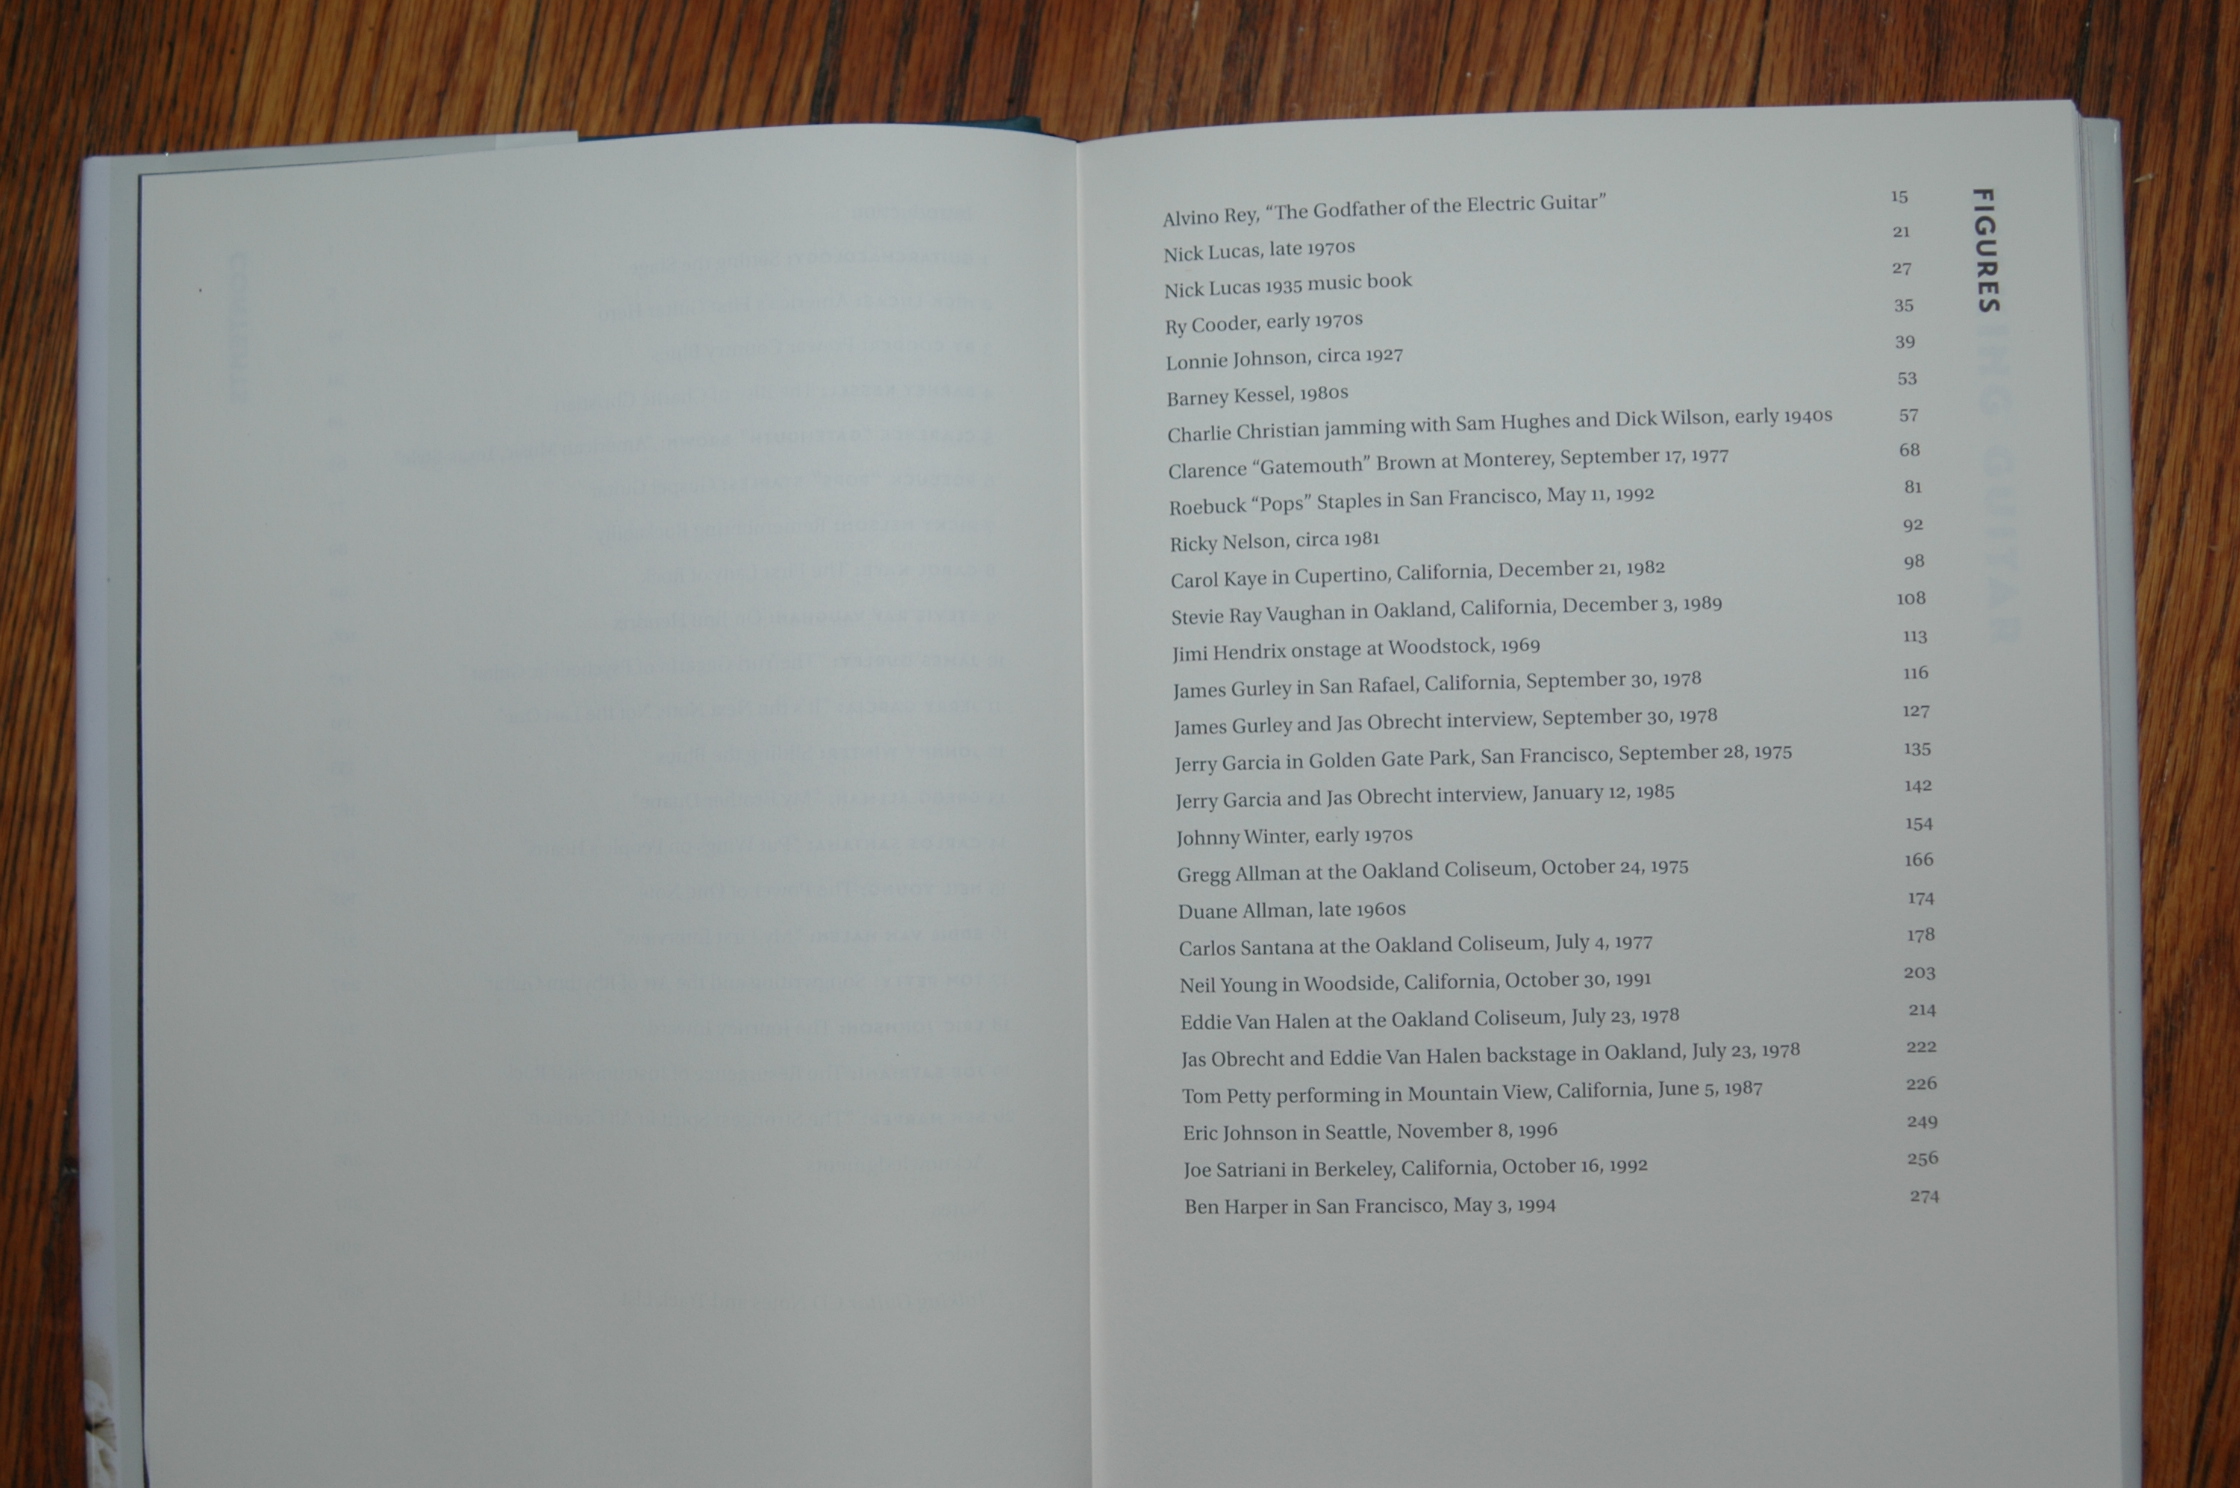 FIGURES
Alvino Rey, “The Godfather of the Electric Guitar” 15
Nick Lucas, late 1970s 21
Nick Lucas 1935 music book 27
Ry Cooder, early 1970s 35
Lonnie Johnson, circa 1927 39
Barney Kessel, 1980s 53
Charlie Christian jamming with Sam Hughes and Dick Wilson, early 1940s 57
Clarence “Gatemouth” Brown at Monterey, September 17, 1977 68
Roebuck “Pops” Staples in San Francisco, May 11, 1992 81
Ricky Nelson, circa 1981 92
Carol Kaye in Cupertino, California, December 21, 1982 98
Stevie Ray Vaughan in Oakland, California, December 3, 1989 108
Jimi Hendrix onstage at Woodstock, 1969 113
James Gurley in San Rafael, California, September 30, 1978 116
James Gurley and Jas Obrecht interview, September 30, 1978 127
Jerry Garcia in Golden Gate Park, San Francisco, September 28, 1975 135
Jerry Garcia and Jas Obrecht interview, January 12, 1985 142
Johnny Winter, early 1970s 154
Gregg Allman at the Oakland Coliseum, October 24, 1975 166
Duane Allman, late 1960s 174
Carlos Santana at the Oakland Coliseum, July 4, 1977 178
Neil Young in Woodside, California, October 30, 1991 203
Eddie Van Halen at the Oakland Coliseum, July 23, 1978 214
Jas Obrecht and Eddie Van Halen backstage in Oakland, July 23, 1978 222
Tom Petty performing in Mountain View, California, June 5, 1987 226
Eric Johnson in Seattle, November 8, 1996 249
Joe Satriani in Berkeley, California, October 16, 1992 256
Ben Harper in San Francisco, May 3, 1994 274